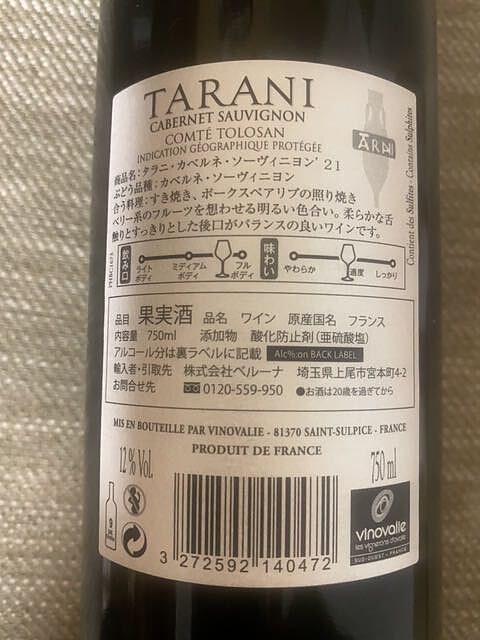 TARANI
CABERNET SAUVIGNON
COMTÉ TOLOSAN
INDICATION GÉOGRAPHIQUE PROTÉGÉE
ĀRNI
商品名：タラニ・カベルネ・ソーヴィニヨン’21
ぶどう品種：カベルネ・ソーヴィニヨン
合う料理：すき焼き、ポークスペアリブの照り焼き
ベリー系のフルーツを想わせる明るい色合い。柔らかな舌
触りとすっきりとした後口がバランスの良いワインです。
Contient des Sulfites - Contains Sulphites
飲み口
ライトボディ ミディアムボディ フルボディ
味わい
やわらか 適度 しっかり
品目 果実酒 品名 ワイン 原産国名 フランス
内容量 750ml 添加物 酸化防止剤（亜硫酸塩）
アルコール分は裏ラベルに記載 Alc%:on BACK LABEL
輸入者・引取先 株式会社ベルーナ 埼玉県上尾市宮本町4-2
お問合せ先 0120-559-950 ●お酒は20歳を過ぎてから
MIS EN BOUTEILLE PAR VINOVALIE - 81370 SAINT-SULPICE - FRANCE
PRODUIT DE FRANCE
12 % Vol.
750 ml
3 272592 140472
vinovalie
les vignerons d'ovalie
SUD-OUEST - FRANCE